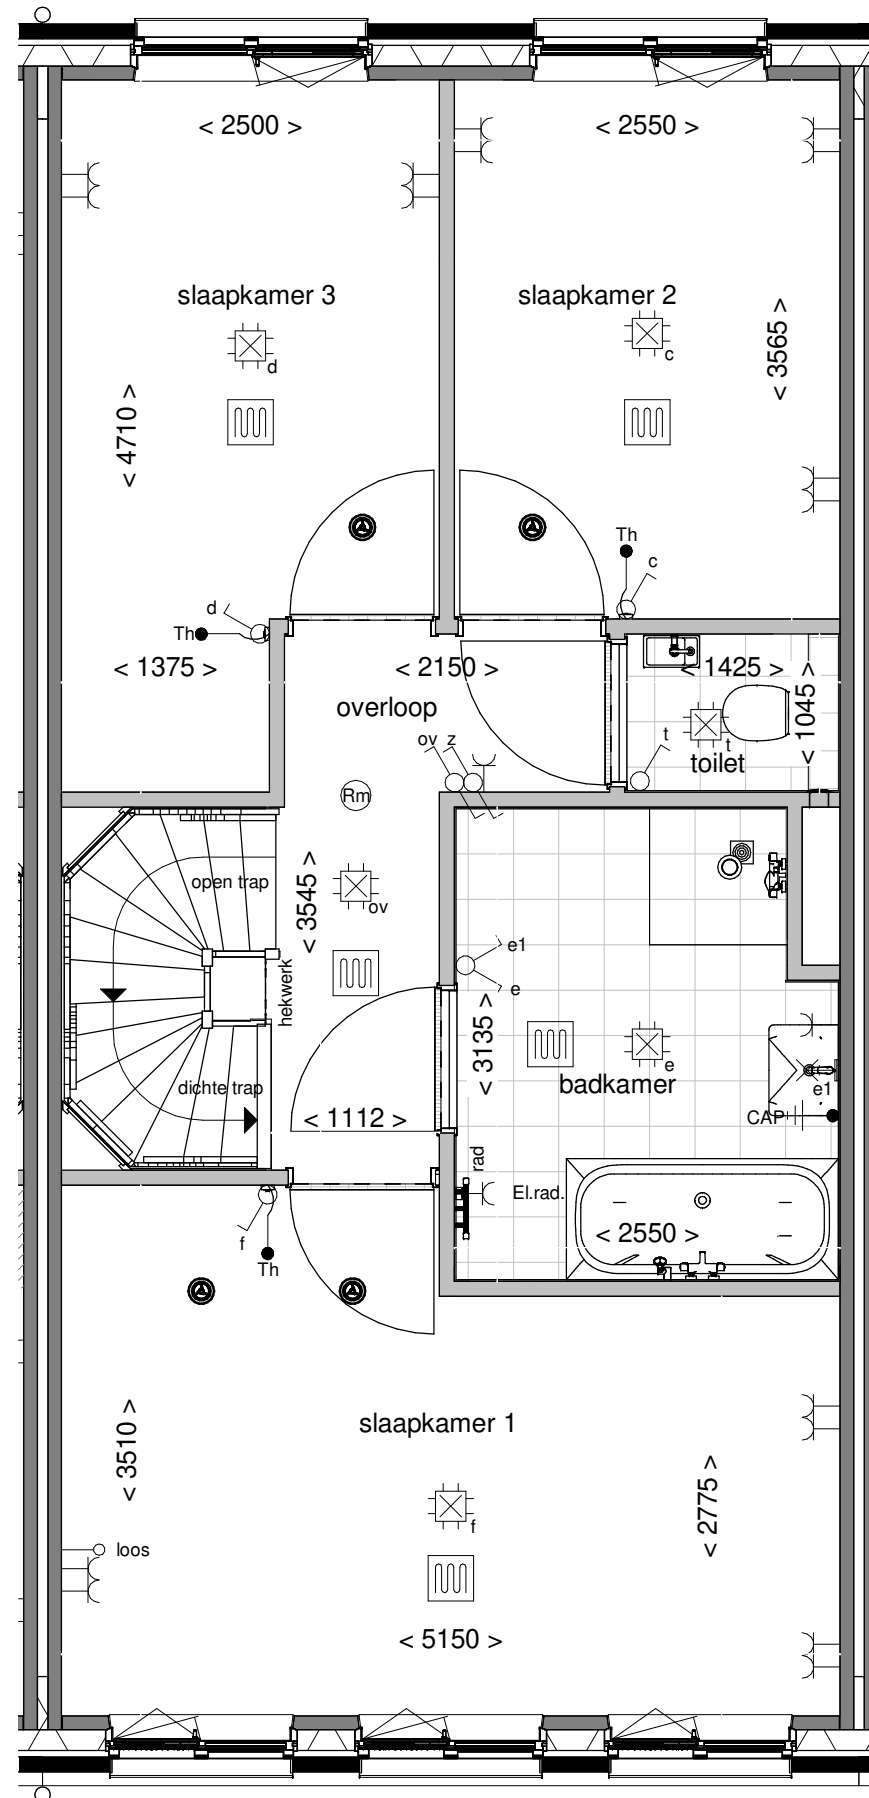 < 2500 >
< 2550 >
slaapkamer 3
slaapkamer 2
d
c
< 3565 >
< 4710 >
Th
c
d
Th
< 1375 >
< 2150 >
< 1425 >
< 1045 >
overloop
ov z
t
t
toilet
Rm
open trap
ov
< 3545 >
hekwerk
e1
e
< 3135 >
e
badkamer
e1
dichte trap
< 1112 >
CAP
rad
El.rad.
< 2550 >
f
Th
slaapkamer 1
< 3510 >
< 2775 >
f
loos
< 5150 >